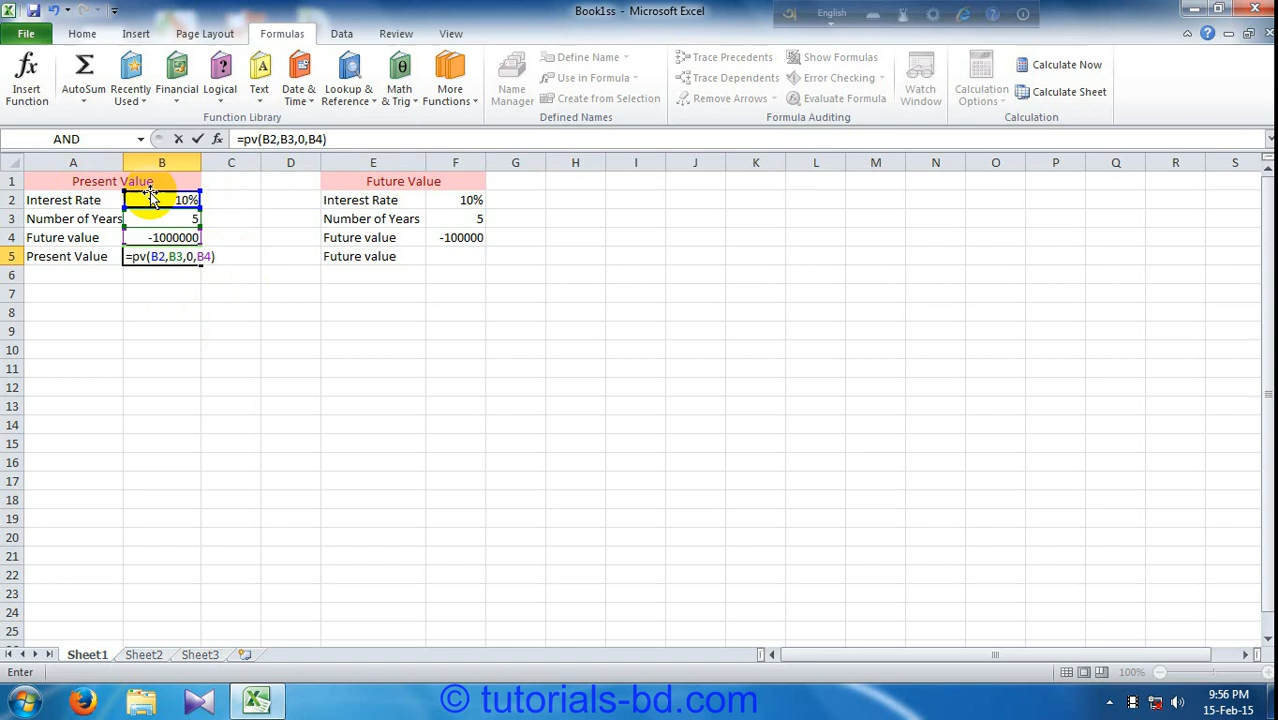 Book1ss - Microsoft Excel
English
File Home Insert Page Layout Formulas Data Review View
fx Insert Function
Σ AutoSum
Recently Used
Financial
Logical
A Text
Date & Time
Lookup & Reference
θ Math & Trig
More Functions
Function Library
Name Manager
Define Name
Use in Formula
Create from Selection
Defined Names
Trace Precedents
Trace Dependents
Remove Arrows
Show Formulas
Error Checking
Evaluate Formula
Formula Auditing
Watch Window
Calculation Options
Calculate Now
Calculate Sheet
Calculation
AND fx =pv(B2,B3,0,B4)
A B C D E F G H I J K L M N O P Q R S
1 Present Value Future Value
2 Interest Rate 10% Interest Rate 10%
3 Number of Years 5 Number of Years 5
4 Future value -1000000 Future value -100000
5 Present Value =pv(B2,B3,0,B4) Future value
6
7
8
9
10
11
12
13
14
15
16
17
18
19
20
21
22
23
24
25
Sheet1 Sheet2 Sheet3
Enter 100%
© tutorials-bd.com
9:56 PM
15-Feb-15